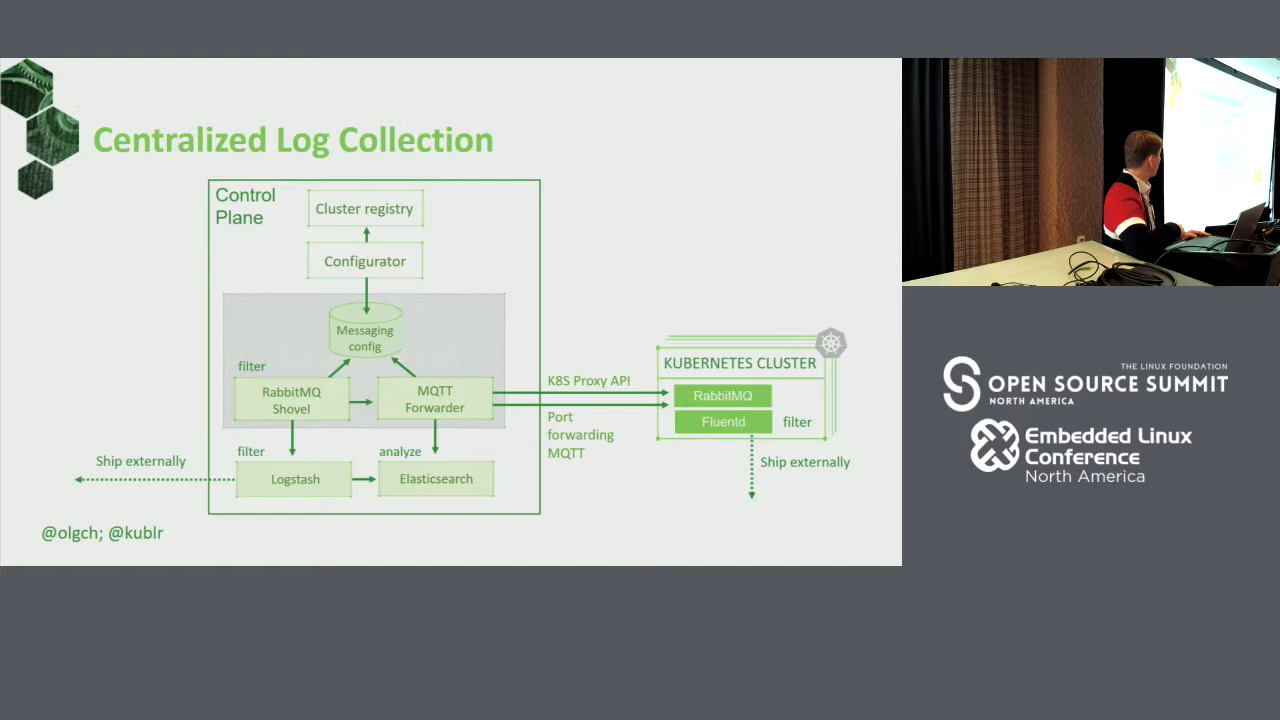 Centralized Log Collection
Control
Plane
Cluster registry
Configurator
Messaging
config
filter
RabbitMQ
Shovel
MQTT
Forwarder
filter
analyze
Logstash
Elasticsearch
Ship externally
K8S Proxy API
Port
forwarding
MQTT
KUBERNETES CLUSTER
RabbitMQ
Fluentd
filter
Ship externally
@olgch; @kublr
THE LINUX FOUNDATION
OPEN SOURCE SUMMIT
NORTH AMERICA
Embedded Linux
Conference
North America